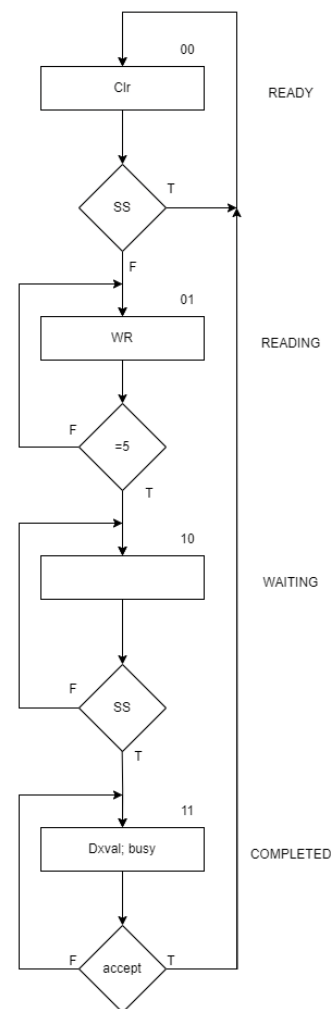 00
Clr
READY
T
SS
F
01
WR
READING
F
=5
T
10
WAITING
F
SS
T
11
Dxval; busy
COMPLETED
F
accept
T